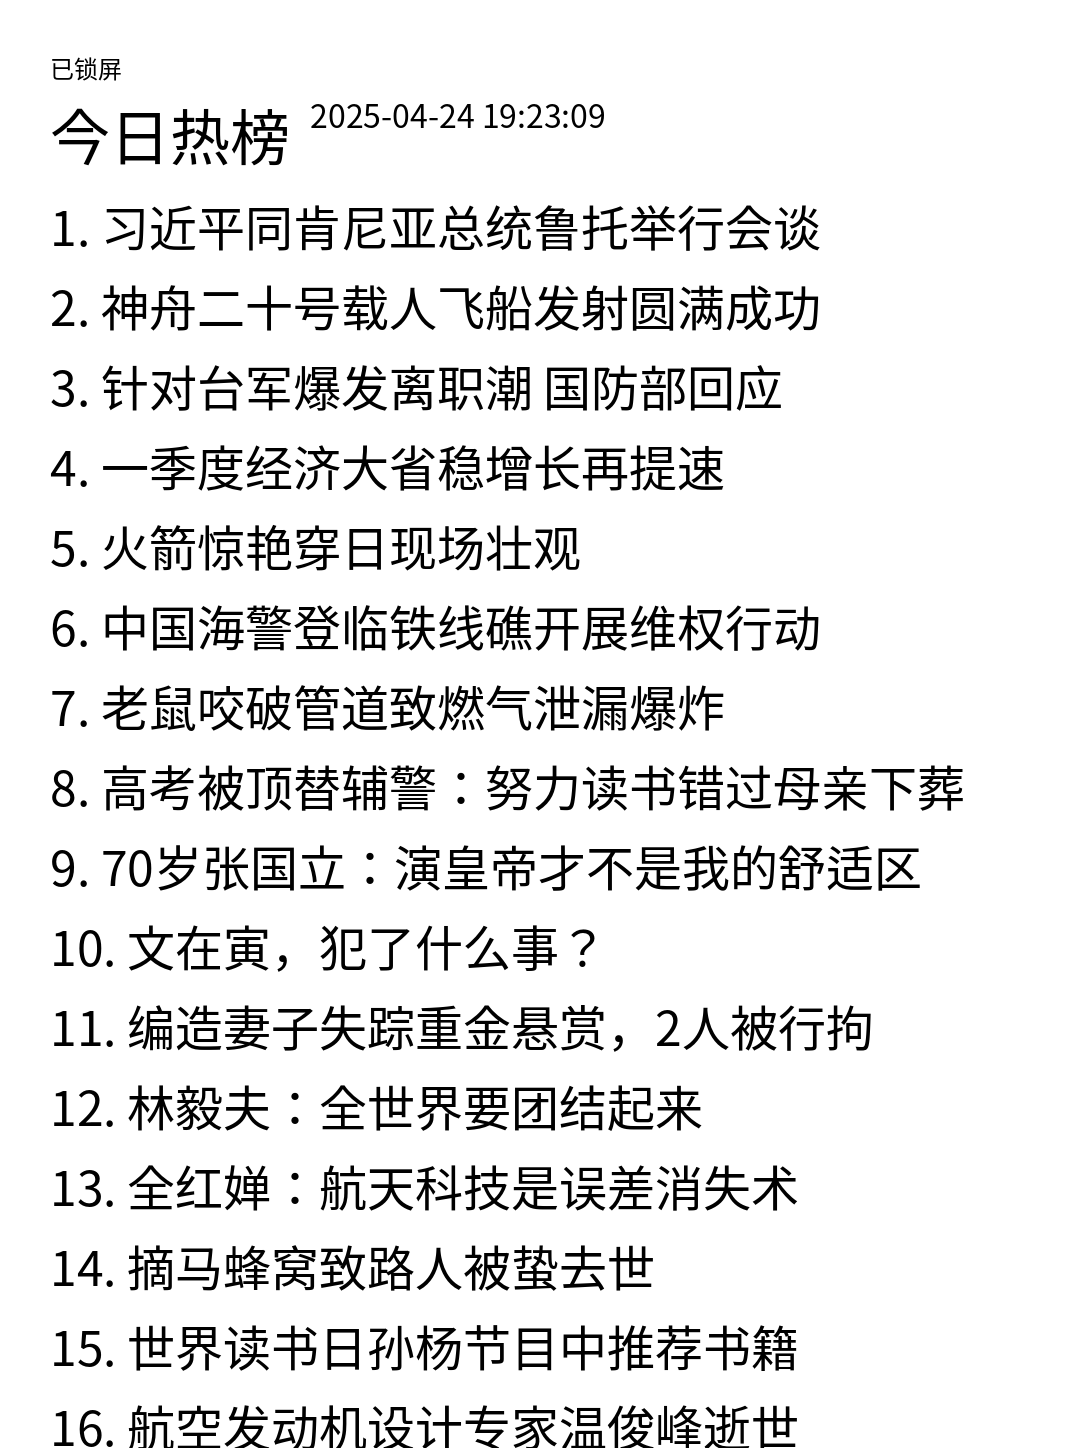 已锁屏
今日热榜 2025-04-24 19:23:09
1. 习近平同肯尼亚总统鲁托举行会谈
2. 神舟二十号载人飞船发射圆满成功
3. 针对台军爆发离职潮 国防部回应
4. 一季度经济大省稳增长再提速
5. 火箭惊艳穿日现场壮观
6. 中国海警登临铁线礁开展维权行动
7. 老鼠咬破管道致燃气泄漏爆炸
8. 高考被顶替辅警：努力读书错过母亲下葬
9. 70岁张国立：演皇帝才不是我的舒适区
10. 文在寅，犯了什么事？
11. 编造妻子失踪重金悬赏，2人被行拘
12. 林毅夫：全世界要团结起来
13. 全红婵：航天科技是误差消失术
14. 摘马蜂窝致路人被蛰去世
15. 世界读书日孙杨节目中推荐书籍
16. 航空发动机设计专家温俊峰逝世